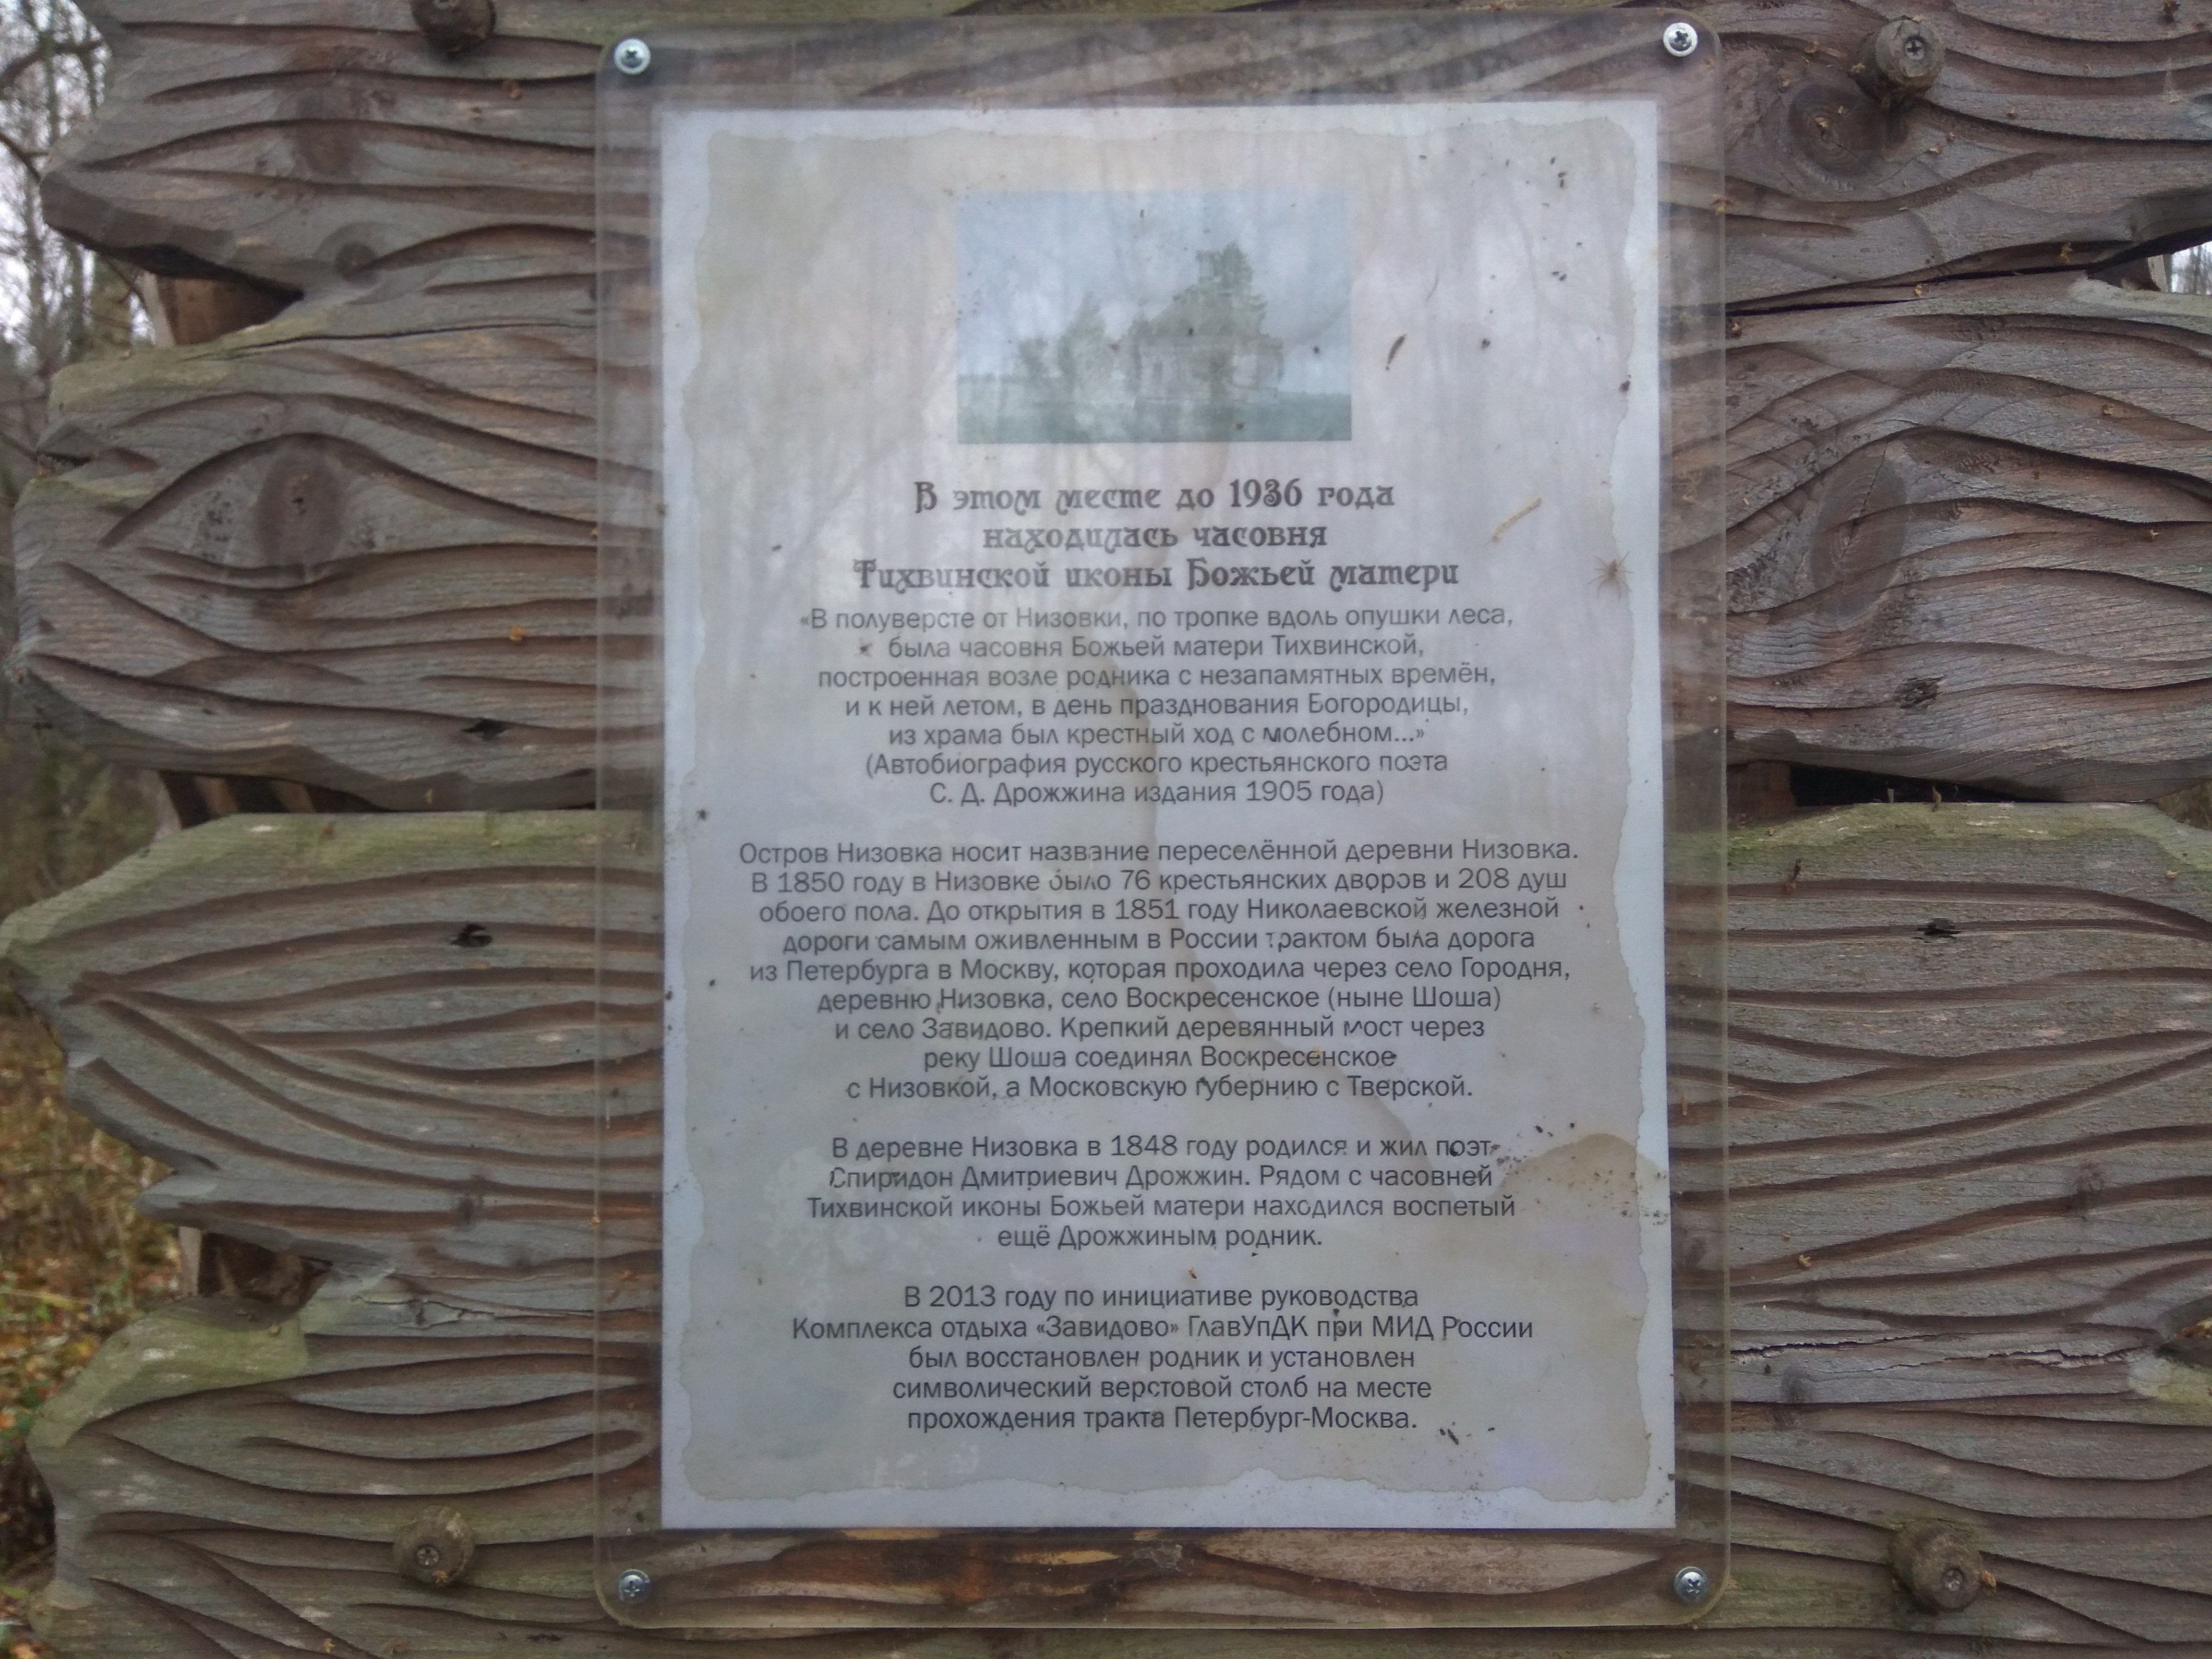 В этом месте до 1936 года
находилась часовня
Тихвинской иконы Божьей матери
«В полуверсте от Низовки, по тропке вдоль опушки леса,
была часовня Божьей матери Тихвинской,
построенная возле родника с незапамятных времён,
и к ней летом, в день празднования Богородицы,
из храма был крестный ход с молебном...»
(Автобиография русского крестьянского поэта
С. Д. Дрожжина издания 1905 года)
Остров Низовка носит название переселённой деревни Низовка.
В 1850 году в Низовке было 76 крестьянских дворов и 208 душ
обоего пола. До открытия в 1851 году Николаевской железной
дороги самым оживленным в России трактом была дорога
из Петербурга в Москву, которая проходила через село Городня,
деревню Низовка, село Воскресенское (ныне Шоша)
и село Завидово. Крепкий деревянный мост через
реку Шоша соединял Воскресенское
с Низовкой, а Московскую губернию с Тверской.
В деревне Низовка в 1848 году родился и жил поэт
Спиридон Дмитриевич Дрожжин. Рядом с часовней
Тихвинской иконы Божьей матери находился воспетый
ещё Дрожжиным родник.
В 2013 году по инициативе руководства
Комплекса отдыха «Завидово» ГлавУпДК при МИД России
был восстановлен родник и установлен
символический верстовой столб на месте
прохождения тракта Петербург-Москва.